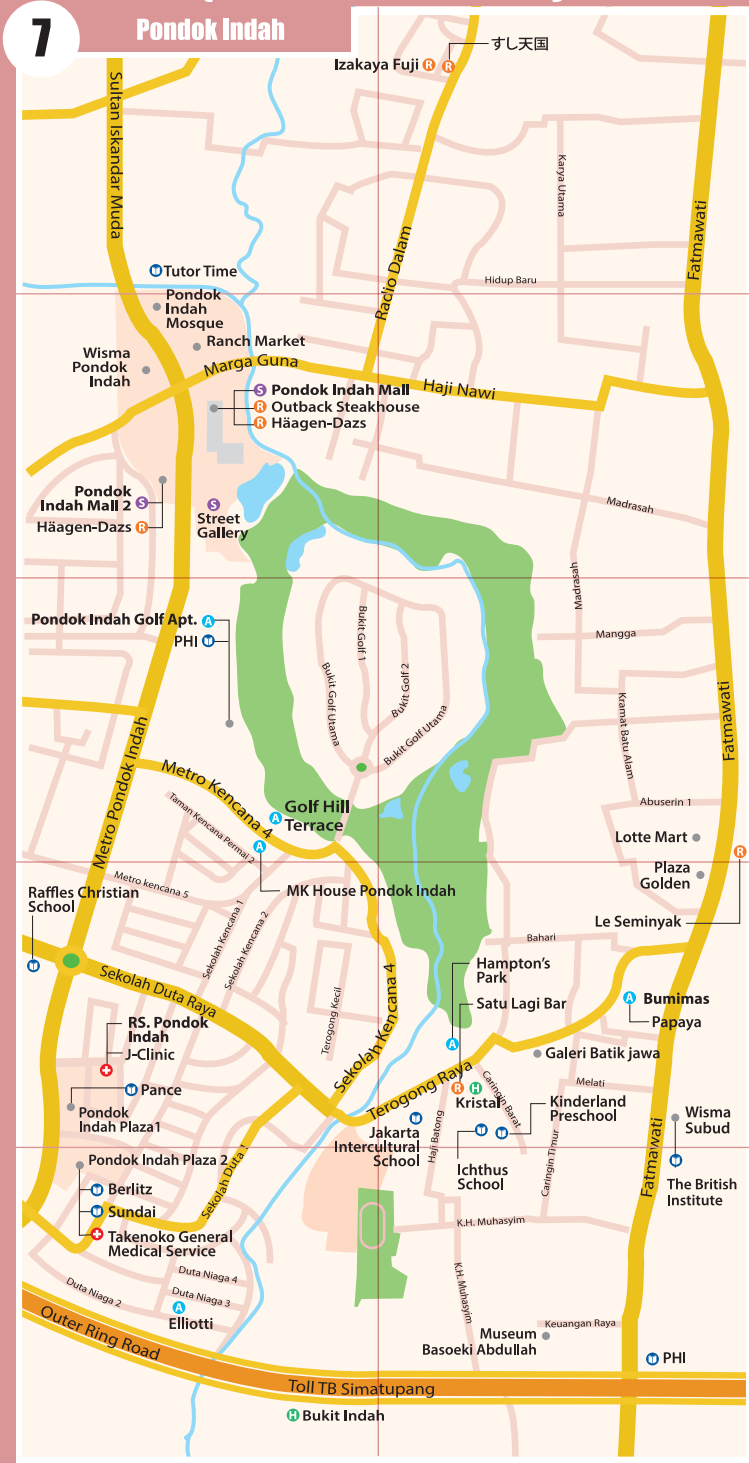 7
Pondok Indah
すし天国
Izakaya Fuji R R
Sultan Iskandar Muda
Karya Utama
Fatmawati
Radio Dalam
Tutor Time
Hidup Baru
Pondok
Indah
Mosque
Ranch Market
Wisma
Pondok
Indah
Marga Guna
Haji Nawi
S Pondok Indah Mall
R Outback Steakhouse
R Häagen-Dazs
Pondok
Indah Mall 2 S
Häagen-Dazs R
S
Street
Gallery
Madrasah
Madrasah
Pondok Indah Golf Apt. A
PHI
Bukit Golf 1
Mangga
Bukit Golf Utama
Bukit Golf 2
Bukit Golf Utama
Kramat Batu Alam
Fatmawati
Metro Pondok Indah
Metro Kencana 4
Taman Kencana Permai 2
A Golf Hill
Terrace
Abuserin 1
Lotte Mart
A
R
Metro kencana 5
MK House Pondok Indah
Plaza
Golden
Raffles Christian
School
Le Seminyak
Sekolah Kencana 1
Sekolah Kencana 2
Bahari
Sekolah Duta Raya
Hampton's
Park
Satu Lagi Bar
A Bumimas
Papaya
Terogong Kecil
Sekolah Kencana 4
RS. Pondok
Indah
J-Clinic
A
Galeri Batik jawa
Pance
Pondok
Indah Plaza1
Terogong Raya
R H
Kristal
Caringin Barat
Melati
Kinderland
Preschool
Wisma
Subud
Jakarta
Intercultural
School
Haji Batong
Ichthus
School
Caringin Timur
Fatmawati
The British
Institute
Pondok Indah Plaza 2
Berlitz
Sundai
Takenoko General
Medical Service
Sekolah Duta 1
K.H. Muhasyim
K.H. Muhasyim
Duta Niaga 4
Duta Niaga 2
Duta Niaga 3
A
Elliotti
Keuangan Raya
Museum
Basoeki Abdullah
PHI
Outer Ring Road
Toll TB Simatupang
H Bukit Indah